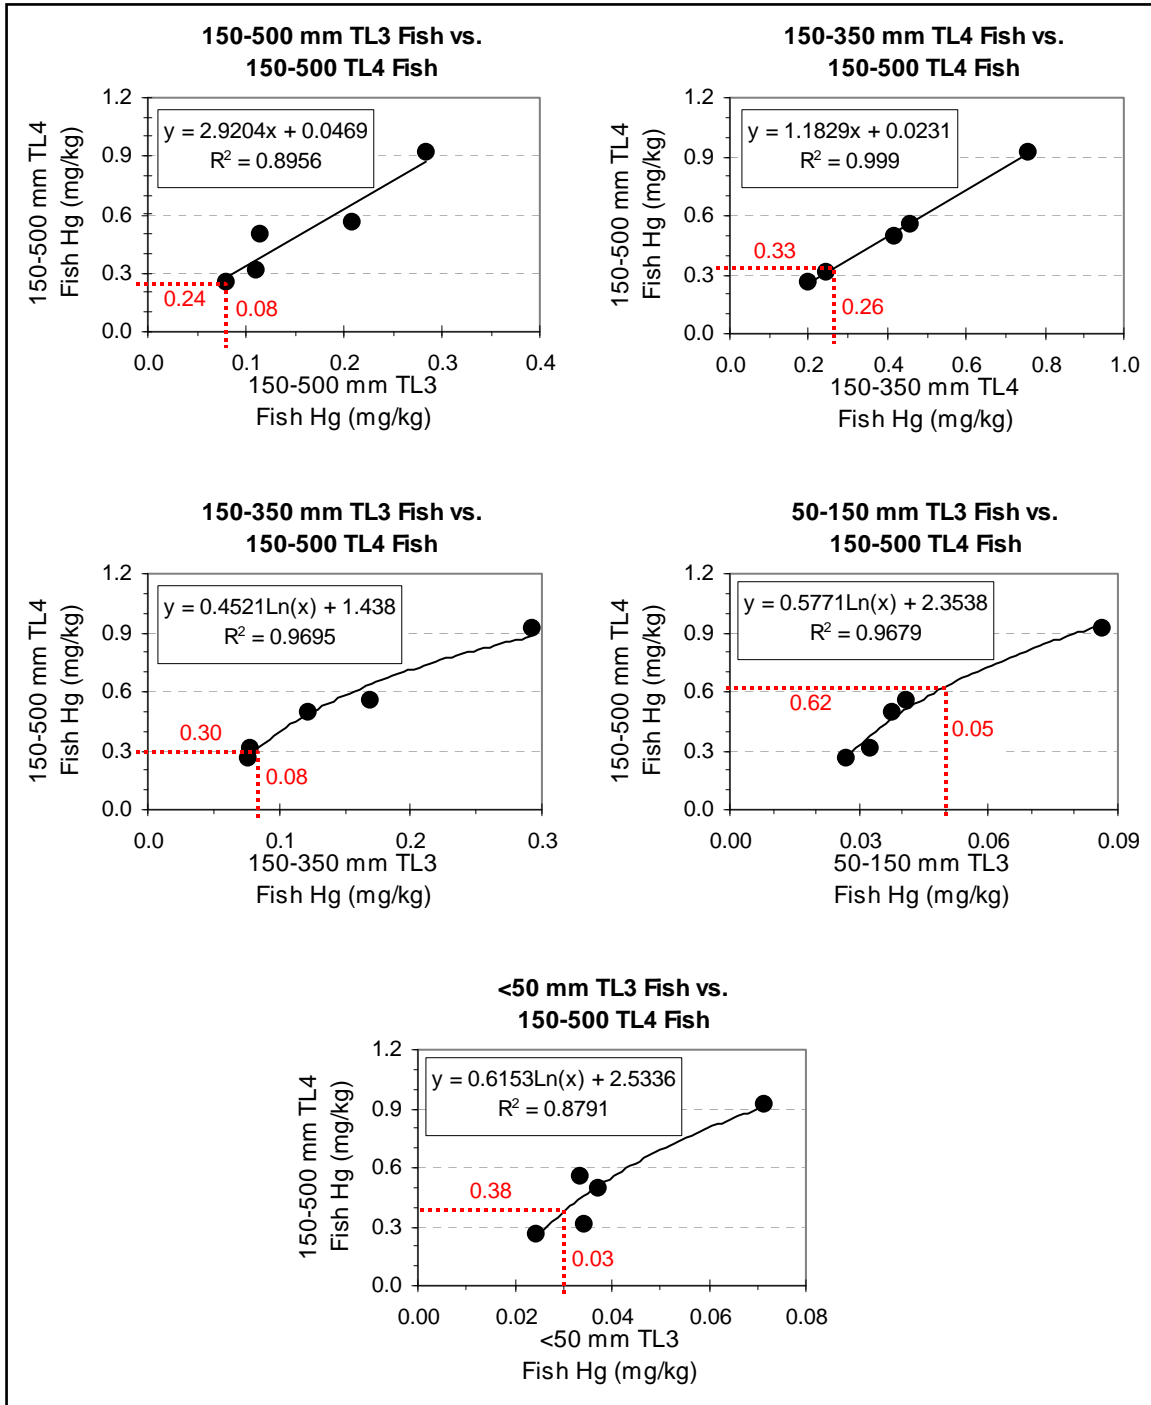 150-500 mm TL3 Fish vs.
150-500 TL4 Fish
150-500 mm TL4
Fish Hg (mg/kg)
1.2
0.9
0.6
0.3
0.0
y = 2.9204x + 0.0469
R² = 0.8956
0.24
0.08
0.0 0.1 0.2 0.3 0.4
150-500 mm TL3
Fish Hg (mg/kg)
150-350 mm TL4 Fish vs.
150-500 TL4 Fish
150-500 mm TL4
Fish Hg (mg/kg)
1.2
0.9
0.6
0.3
0.0
y = 1.1829x + 0.0231
R² = 0.999
0.33
0.26
0.0 0.2 0.4 0.6 0.8 1.0
150-350 mm TL4
Fish Hg (mg/kg)
150-350 mm TL3 Fish vs.
150-500 TL4 Fish
150-500 mm TL4
Fish Hg (mg/kg)
1.2
0.9
0.6
0.3
0.0
y = 0.4521Ln(x) + 1.438
R² = 0.9695
0.30
0.08
0.0 0.1 0.2 0.3
150-350 mm TL3
Fish Hg (mg/kg)
50-150 mm TL3 Fish vs.
150-500 TL4 Fish
150-500 mm TL4
Fish Hg (mg/kg)
1.2
0.9
0.6
0.3
0.0
y = 0.5771Ln(x) + 2.3538
R² = 0.9679
0.62
0.05
0.00 0.03 0.06 0.09
50-150 mm TL3
Fish Hg (mg/kg)
<50 mm TL3 Fish vs.
150-500 TL4 Fish
150-500 mm TL4
Fish Hg (mg/kg)
1.2
0.9
0.6
0.3
0.0
y = 0.6153Ln(x) + 2.5336
R² = 0.8791
0.38
0.03
0.00 0.02 0.04 0.06 0.08
<50 mm TL3
Fish Hg (mg/kg)